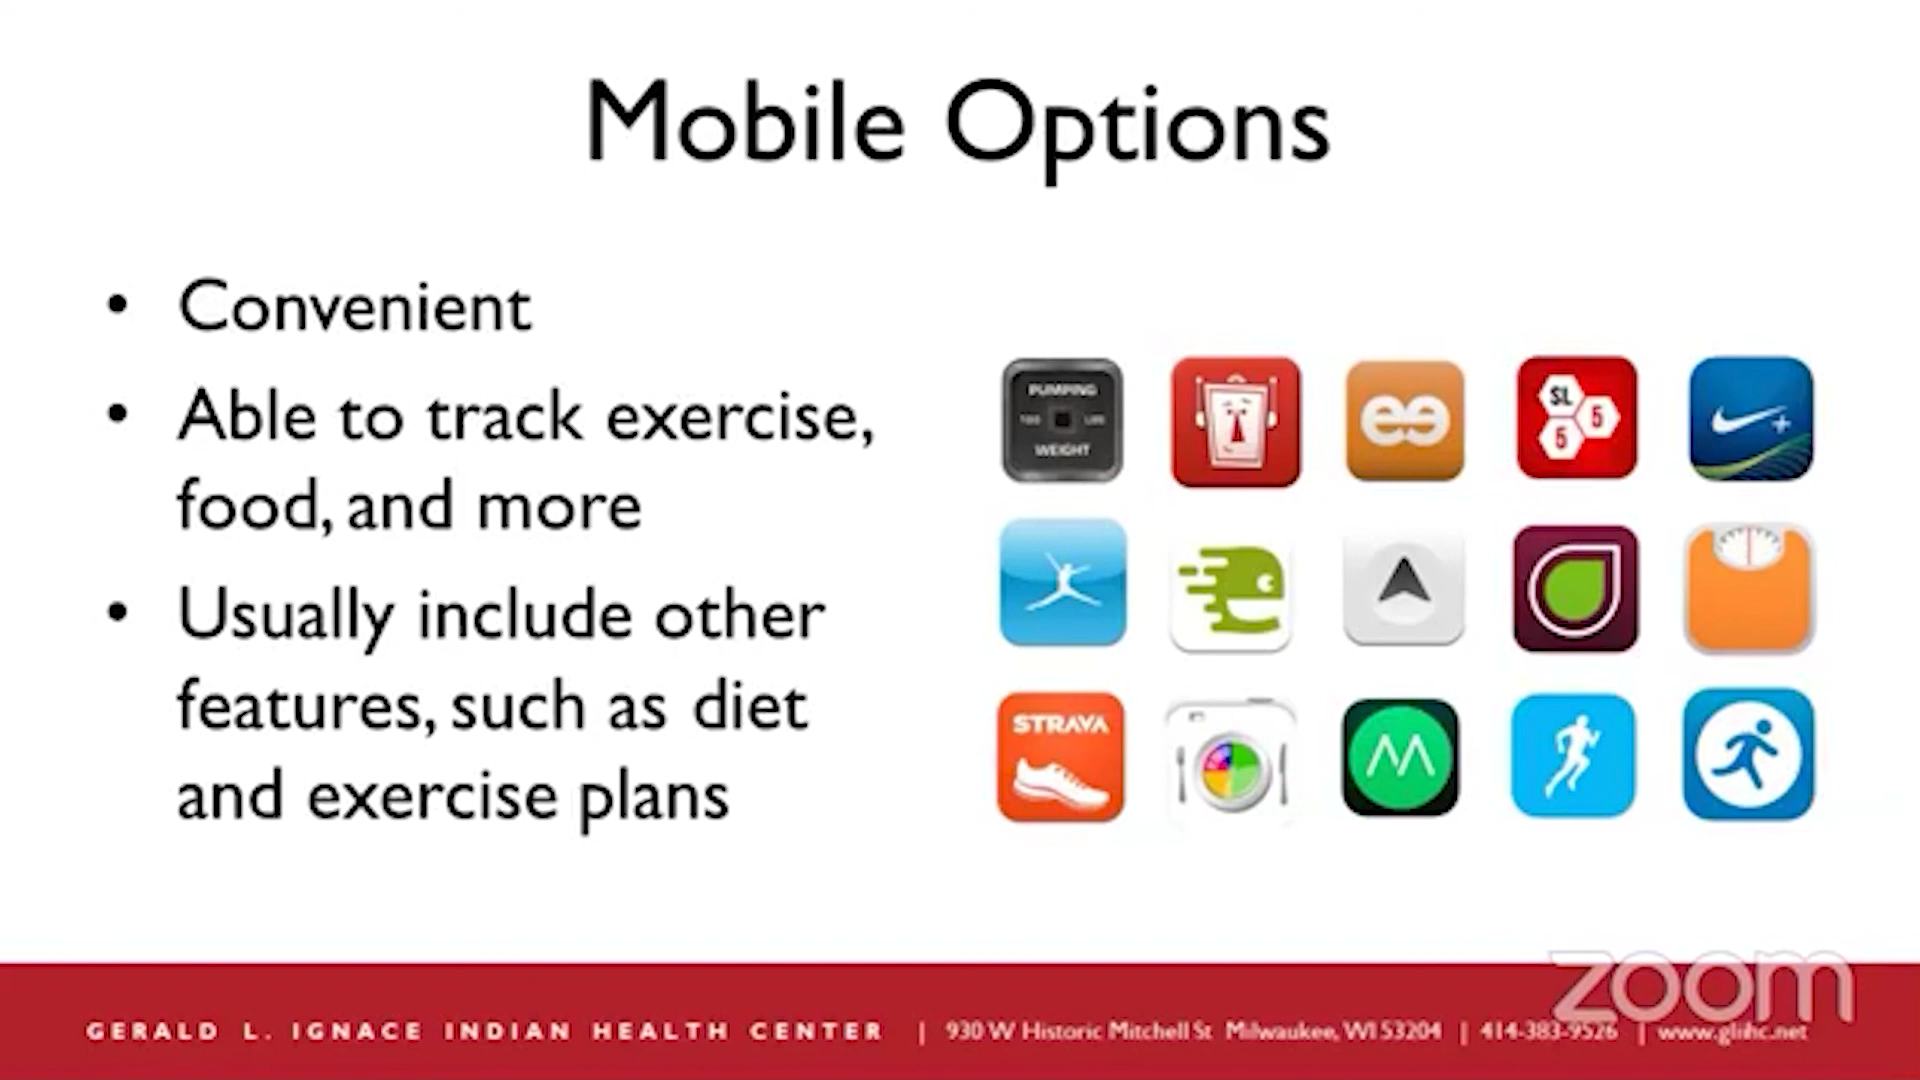 Mobile Options
• Convenient
• Able to track exercise,
food, and more
• Usually include other
features, such as diet
and exercise plans
PUMPING
WEIGHT
SL
5
5
STRAVA
zoom
GERALD L. IGNACE INDIAN HEALTH CENTER | 930 W Historic Mitchell St Milwaukee, WI 53204 | 414-383-9526 | www.glihc.net